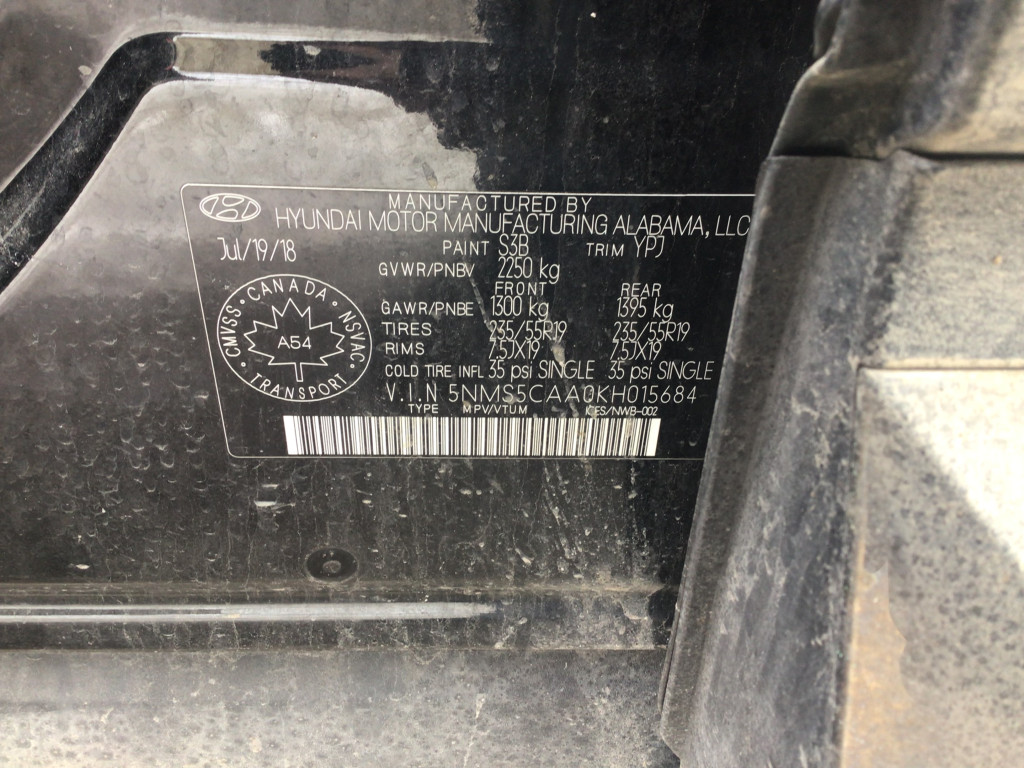 MANUFACTURED BY
HYUNDAI MOTOR MANUFACTURING ALABAMA, LLC
Jul/19/18
PAINT S3B TRIM YPJ
GVWR/PNBV 2250 kg
FRONT REAR
GAWR/PNBE 1300 kg 1395 kg
TIRES 235/55R19 235/55R19
RIMS 7,5JX19 7,5JX19
COLD TIRE INFL 35 psi SINGLE 35 psi SINGLE
V.I.N 5NMS5CAA0KH015684
TYPE MPV/VTUM ICES/NWB-002
CANADA
CMVSS NSVAC
A54
TRANSPORT